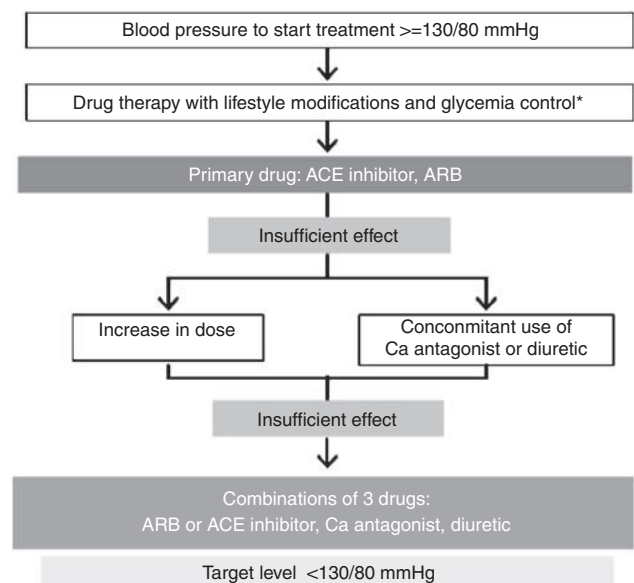 Blood pressure to start treatment >=130/80 mmHg
Drug therapy with lifestyle modifications and glycemia control*
Primary drug: ACE inhibitor, ARB
Insufficient effect
Increase in dose
Conconmitant use of
Ca antagonist or diuretic
Insufficient effect
Combinations of 3 drugs:
ARB or ACE inhibitor, Ca antagonist, diuretic
Target level <130/80 mmHg